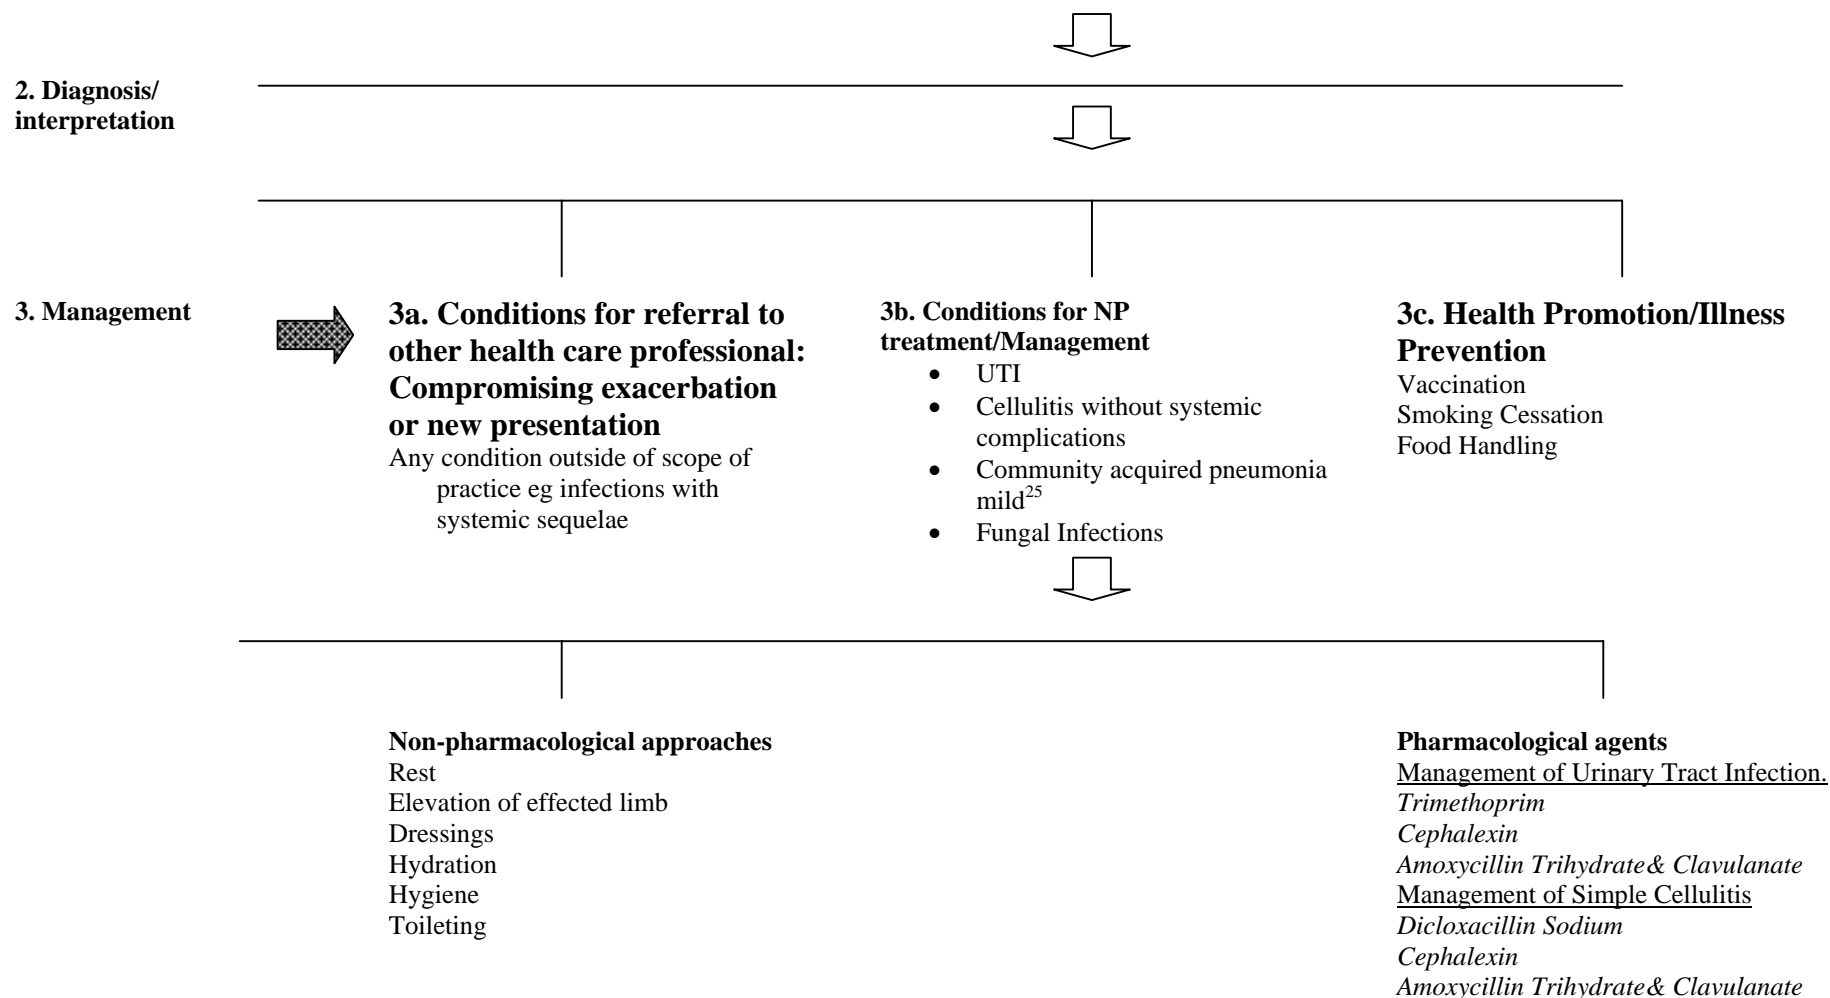 2. Diagnosis/
interpretation
3. Management
3a. Conditions for referral to
other health care professional:
Compromising exacerbation
or new presentation
Any condition outside of scope of
practice eg infections with
systemic sequelae
3b. Conditions for NP
treatment/Management
• UTI
• Cellulitis without systemic
complications
• Community acquired pneumonia
mild25
• Fungal Infections
3c. Health Promotion/Illness
Prevention
Vaccination
Smoking Cessation
Food Handling
Non-pharmacological approaches
Rest
Elevation of effected limb
Dressings
Hydration
Hygiene
Toileting
Pharmacological agents
Management of Urinary Tract Infection.
Trimethoprim
Cephalexin
Amoxycillin Trihydrate& Clavulanate
Management of Simple Cellulitis
Dicloxacillin Sodium
Cephalexin
Amoxycillin Trihydrate& Clavulanate